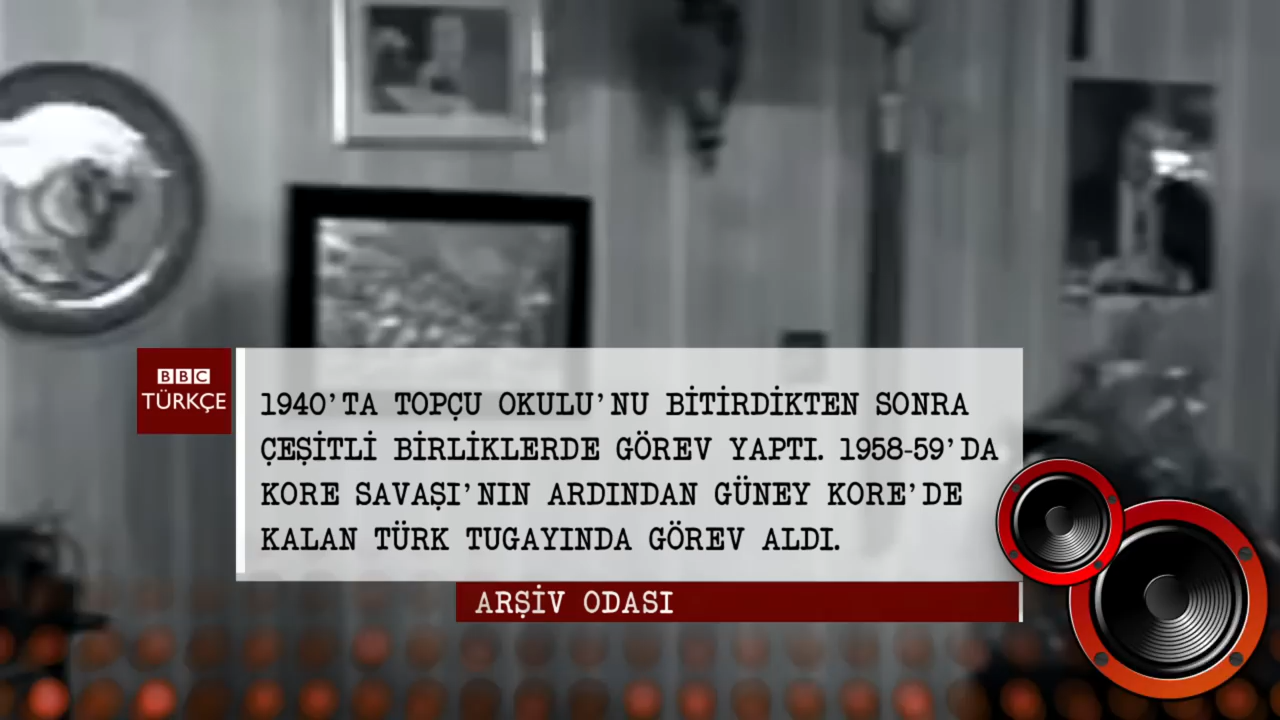 BBC
TÜRKÇE
1940'TA TOPÇU OKULU'NU BİTİRDİKTEN SONRA
ÇEŞİTLİ BİRLİKLERDE GÖREV YAPTI. 1958-59'DA
KORE SAVAŞI'NIN ARDINDAN GÜNEY KORE'DE
KALAN TÜRK TUGAYINDA GÖREV ALDI.
ARŞİV ODASI